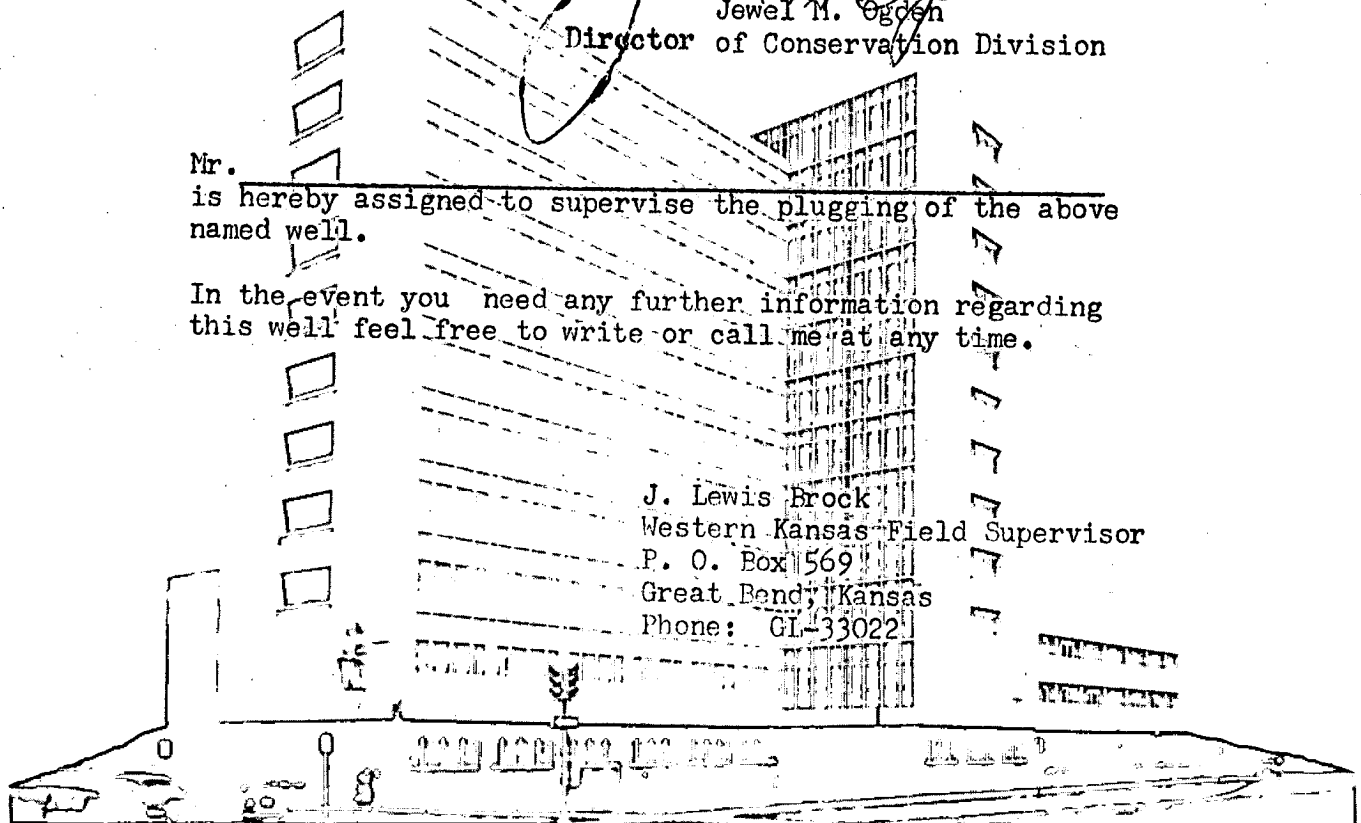 Jewel M. Ogden
Director of Conservation Division
Mr.
is hereby assigned to supervise the plugging of the above
named well.
In the event you need any further information regarding
this well feel free to write or call me at any time.
J. Lewis Brock
Western Kansas Field Supervisor
P. O. Box 569
Great Bend, Kansas
Phone: GL-33022